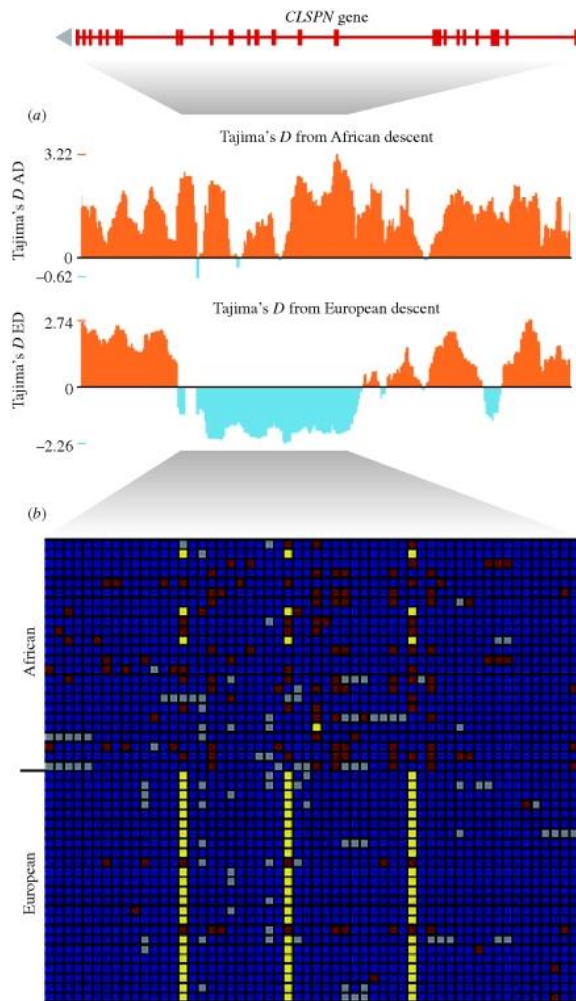 CLSPN gene
(a)
Tajima's D from African descent
3.22
Tajima's D AD
0
−0.62
Tajima's D from European descent
2.74
Tajima's D ED
0
−2.26
(b)
African
European